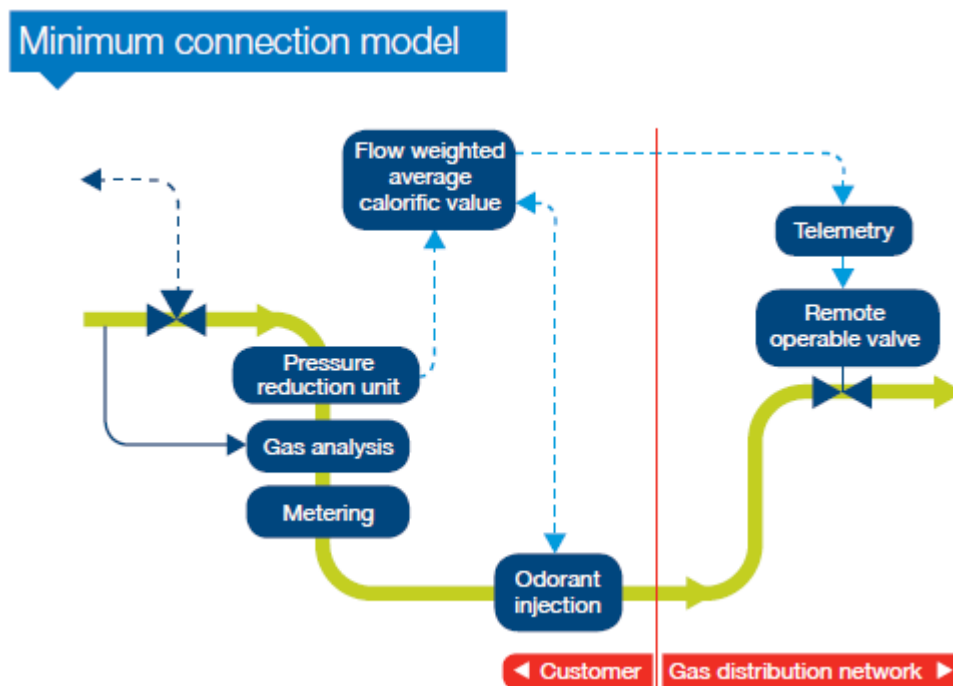 Minimum connection model
Flow weighted
average
calorific value
Telemetry
Remote
operable valve
Pressure
reduction unit
Gas analysis
Metering
Odorant
injection
Customer
Gas distribution network